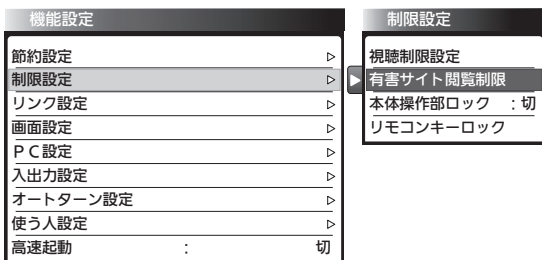 機能設定
節約設定
制限設定
リンク設定
画面設定
ＰＣ設定
入出力設定
オートターン設定
使う人設定
高速起動 : 切
制限設定
視聴制限設定
有害サイト閲覧制限
本体操作部ロック :切
リモコンキーロック